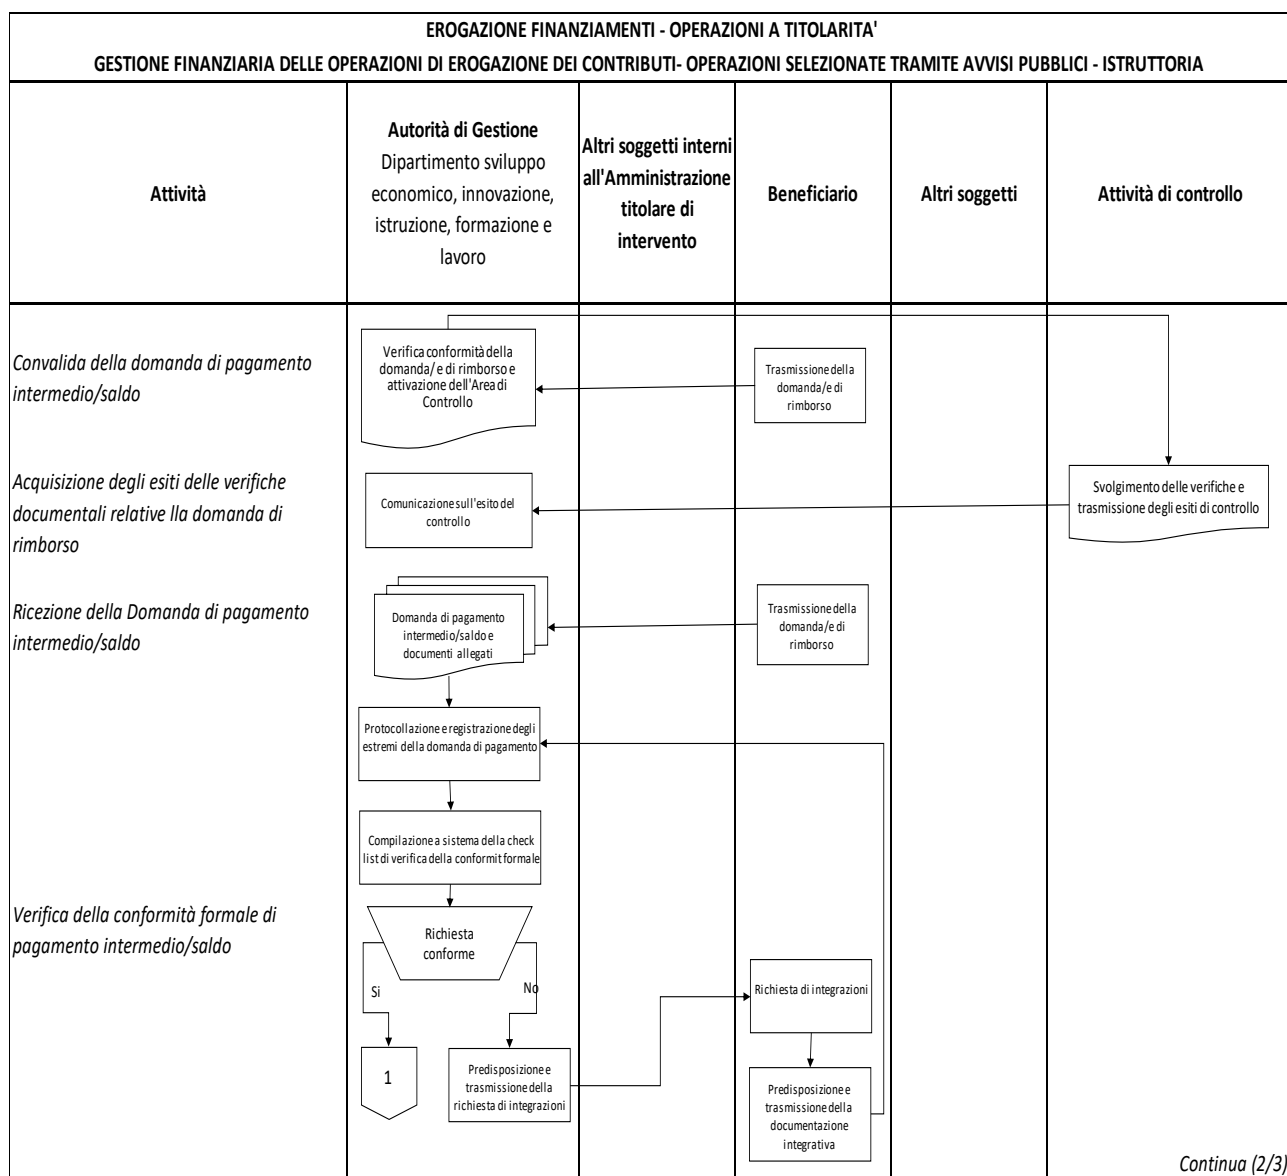 EROGAZIONE FINANZIAMENTI - OPERAZIONI A TITOLARITA'
GESTIONE FINANZIARIA DELLE OPERAZIONI DI EROGAZIONE DEI CONTRIBUTI- OPERAZIONI SELEZIONATE TRAMITE AVVISI PUBBLICI - ISTRUTTORIA
Attività
Autorità di Gestione
Dipartimento sviluppo
economico, innovazione,
istruzione, formazione e
lavoro
Altri soggetti interni
all'Amministrazione
titolare di
intervento
Beneficiario
Altri soggetti
Attività di controllo
Convalida della domanda di pagamento
intermedio/saldo
Verifica conformità della
domanda/e di rimborso e
attivazione dell'Area di
Controllo
Trasmissione della
domanda/e di
rimborso
Acquisizione degli esiti delle verifiche
documentali relative lla domanda di
rimborso
Comunicazione sull'esito del
controllo
Svolgimento delle verifiche e
trasmissione degli esiti di controllo
Ricezione della Domanda di pagamento
intermedio/saldo
Domanda di pagamento
intermedio/saldo e
documenti allegati
Trasmissione della
domanda/e di
rimborso
Protocollazione e registrazione degli
estremi della domanda di pagamento
Compilazione a sistema della check
list di verifica della conformit formale
Verifica della conformità formale di
pagamento intermedio/saldo
Richiesta
conforme
Si
No
1
Predisposizione e
trasmissione della
richiesta di integrazioni
Richiesta di integrazioni
Predisposizione e
trasmissione della
documentazione
integrativa
Continua (2/3)